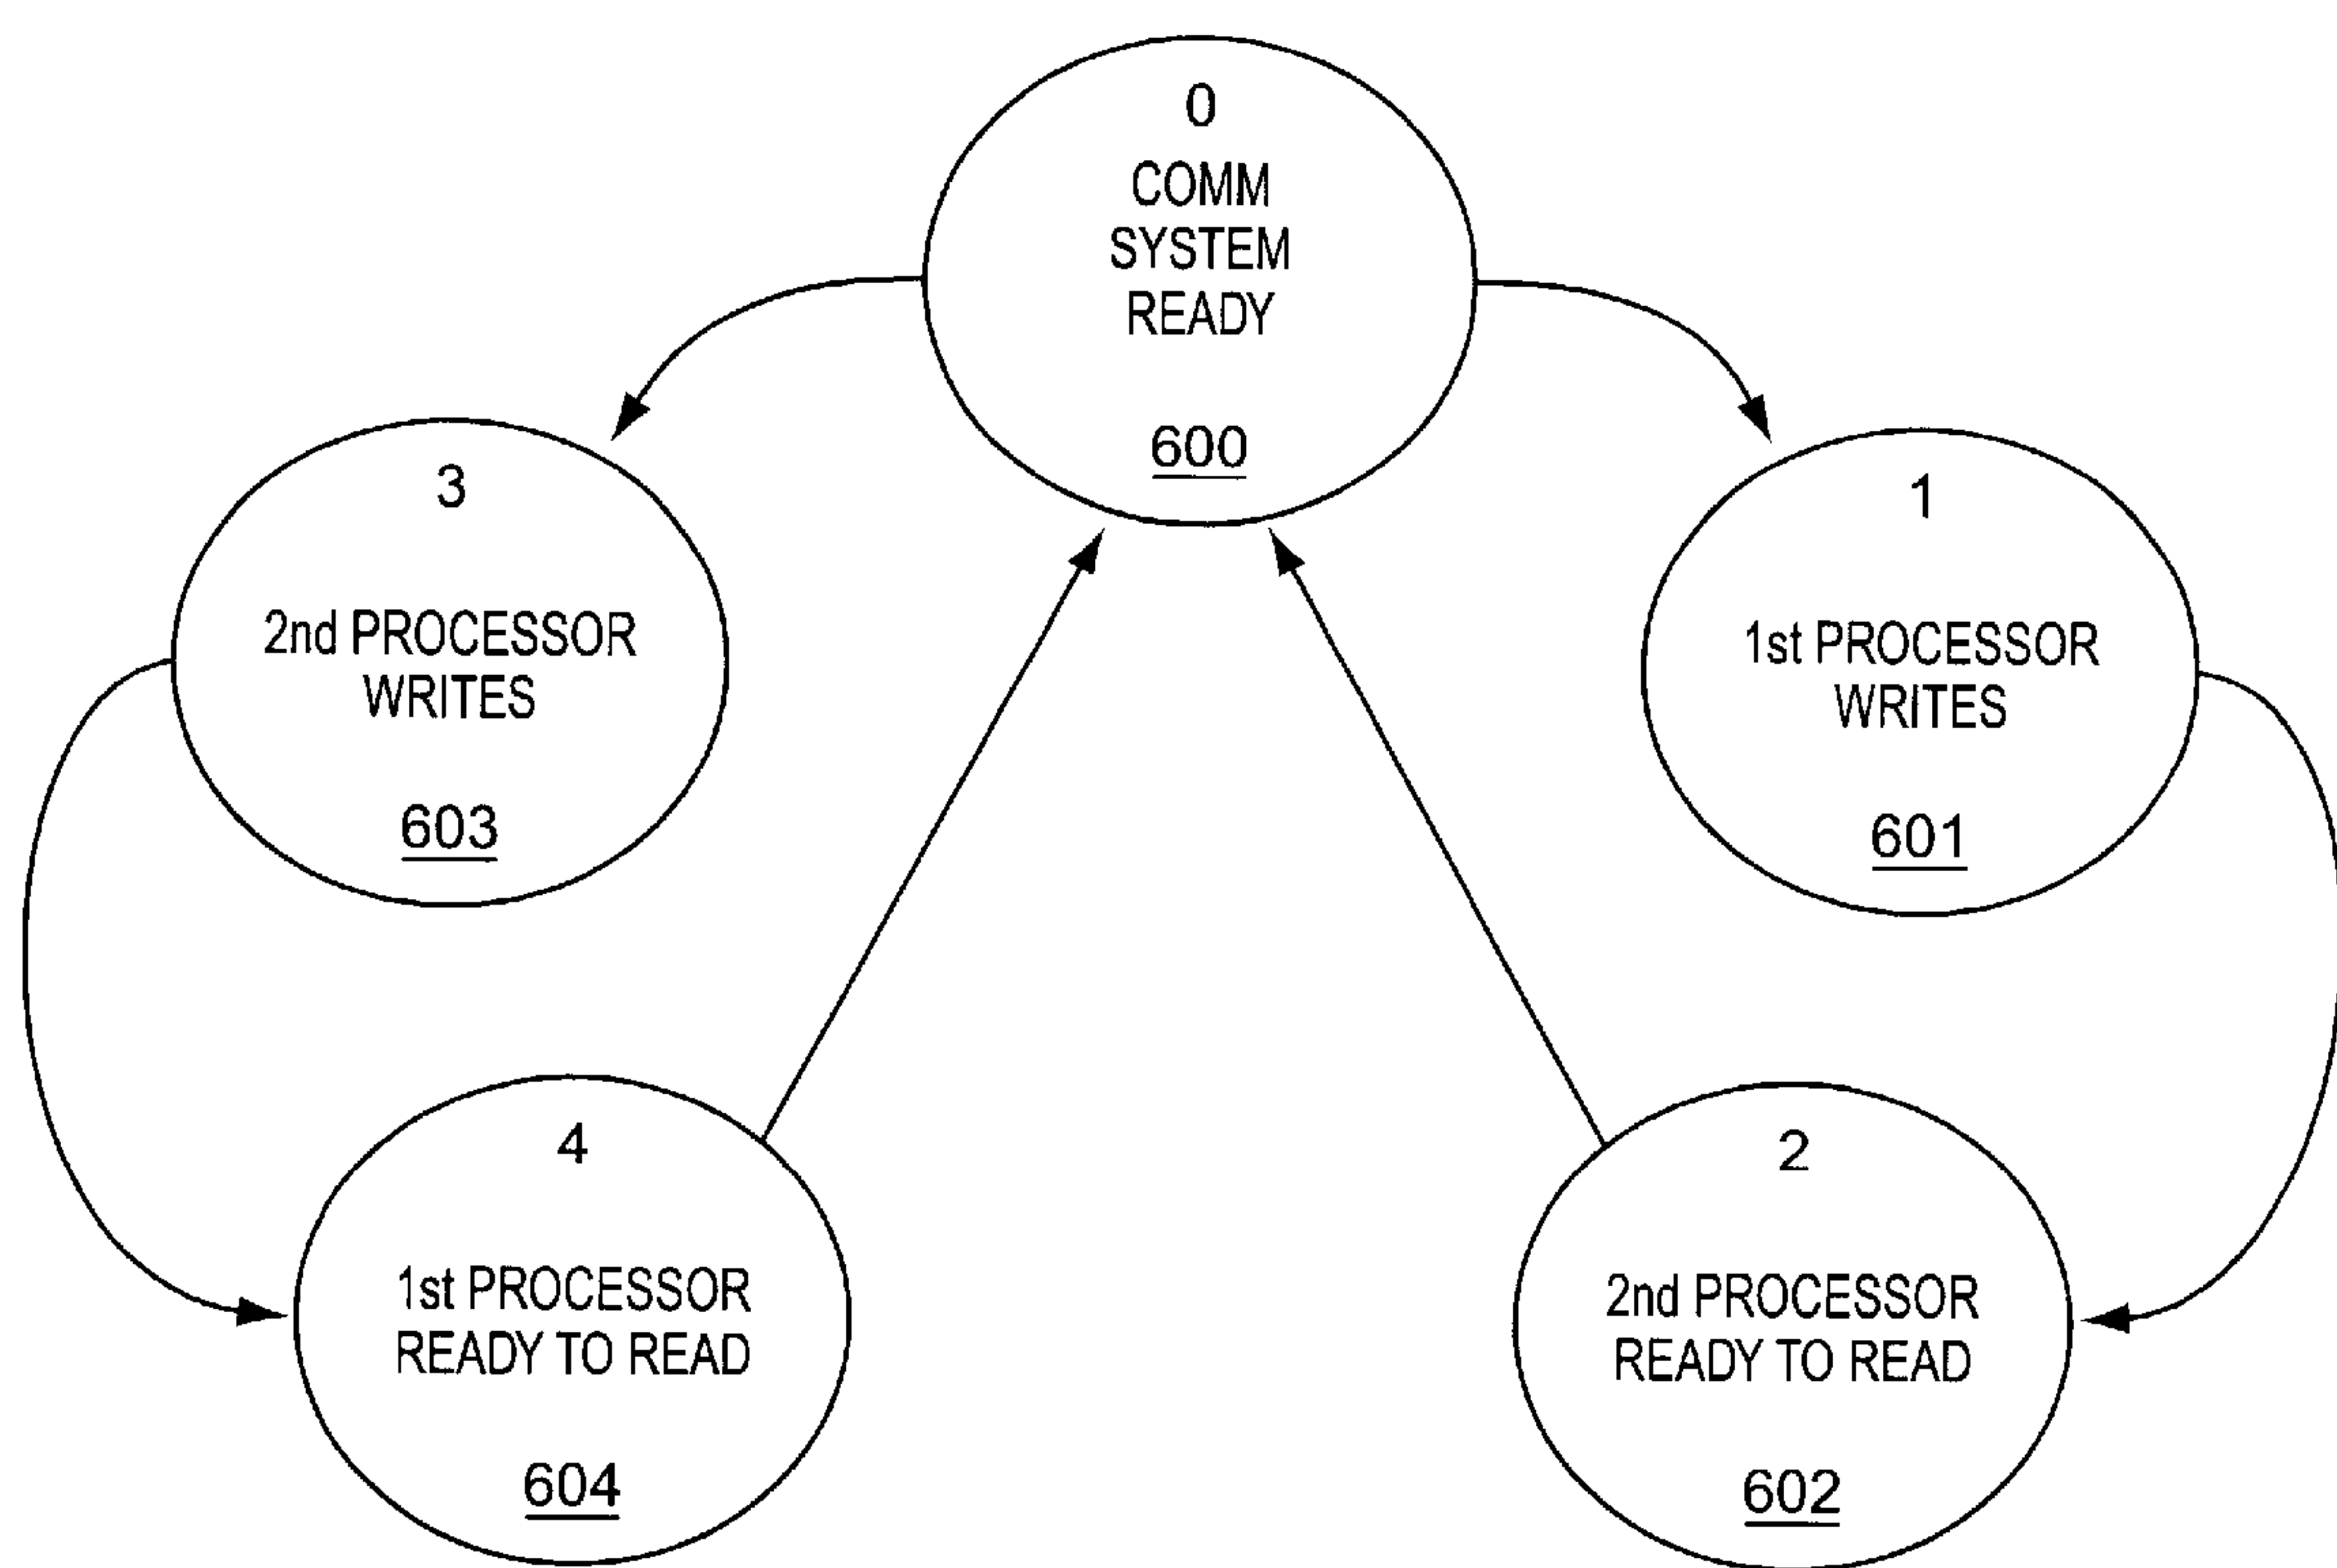 0
COMM
SYSTEM
READY
600
3
2nd PROCESSOR
WRITES
603
1
1st PROCESSOR
WRITES
601
4
1st PROCESSOR
READY TO READ
604
2
2nd PROCESSOR
READY TO READ
602